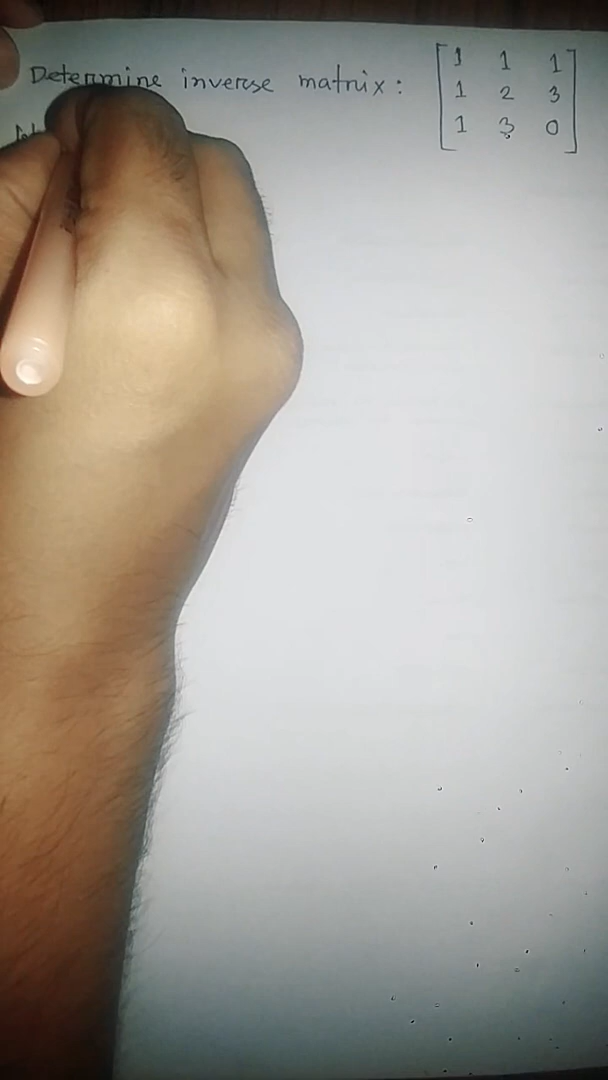 Determine inverse matrix: [1 1 1
1 2 3
1 3 0]